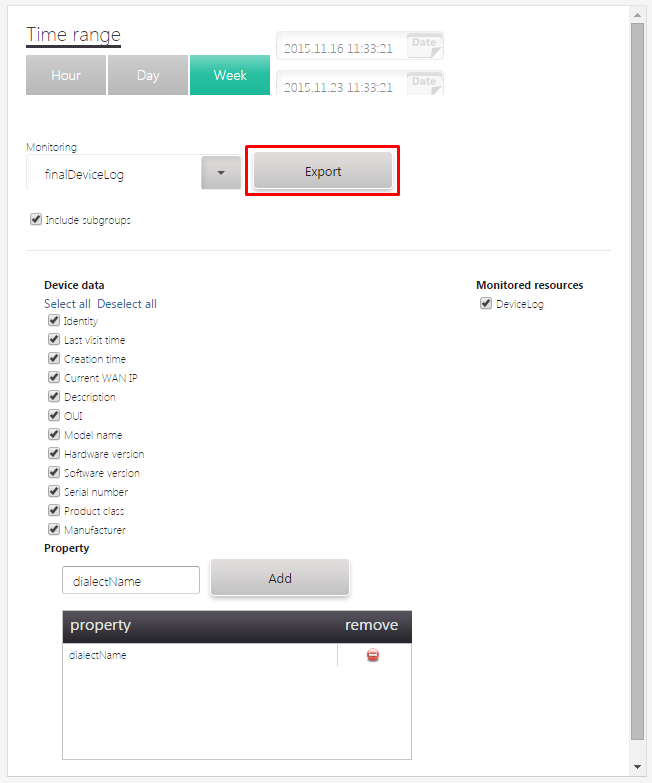 Time range
Hour Day Week
2015.11.16 11:33:21 Date
2015.11.23 11:33:21 Date
Monitoring
finalDeviceLog
Export
Include subgroups
Device data
Select all Deselect all
Identity
Last visit time
Creation time
Current WAN IP
Description
OUI
Model name
Hardware version
Software version
Serial number
Product class
Manufacturer
Monitored resources
DeviceLog
Property
dialectName
Add
property remove
dialectName